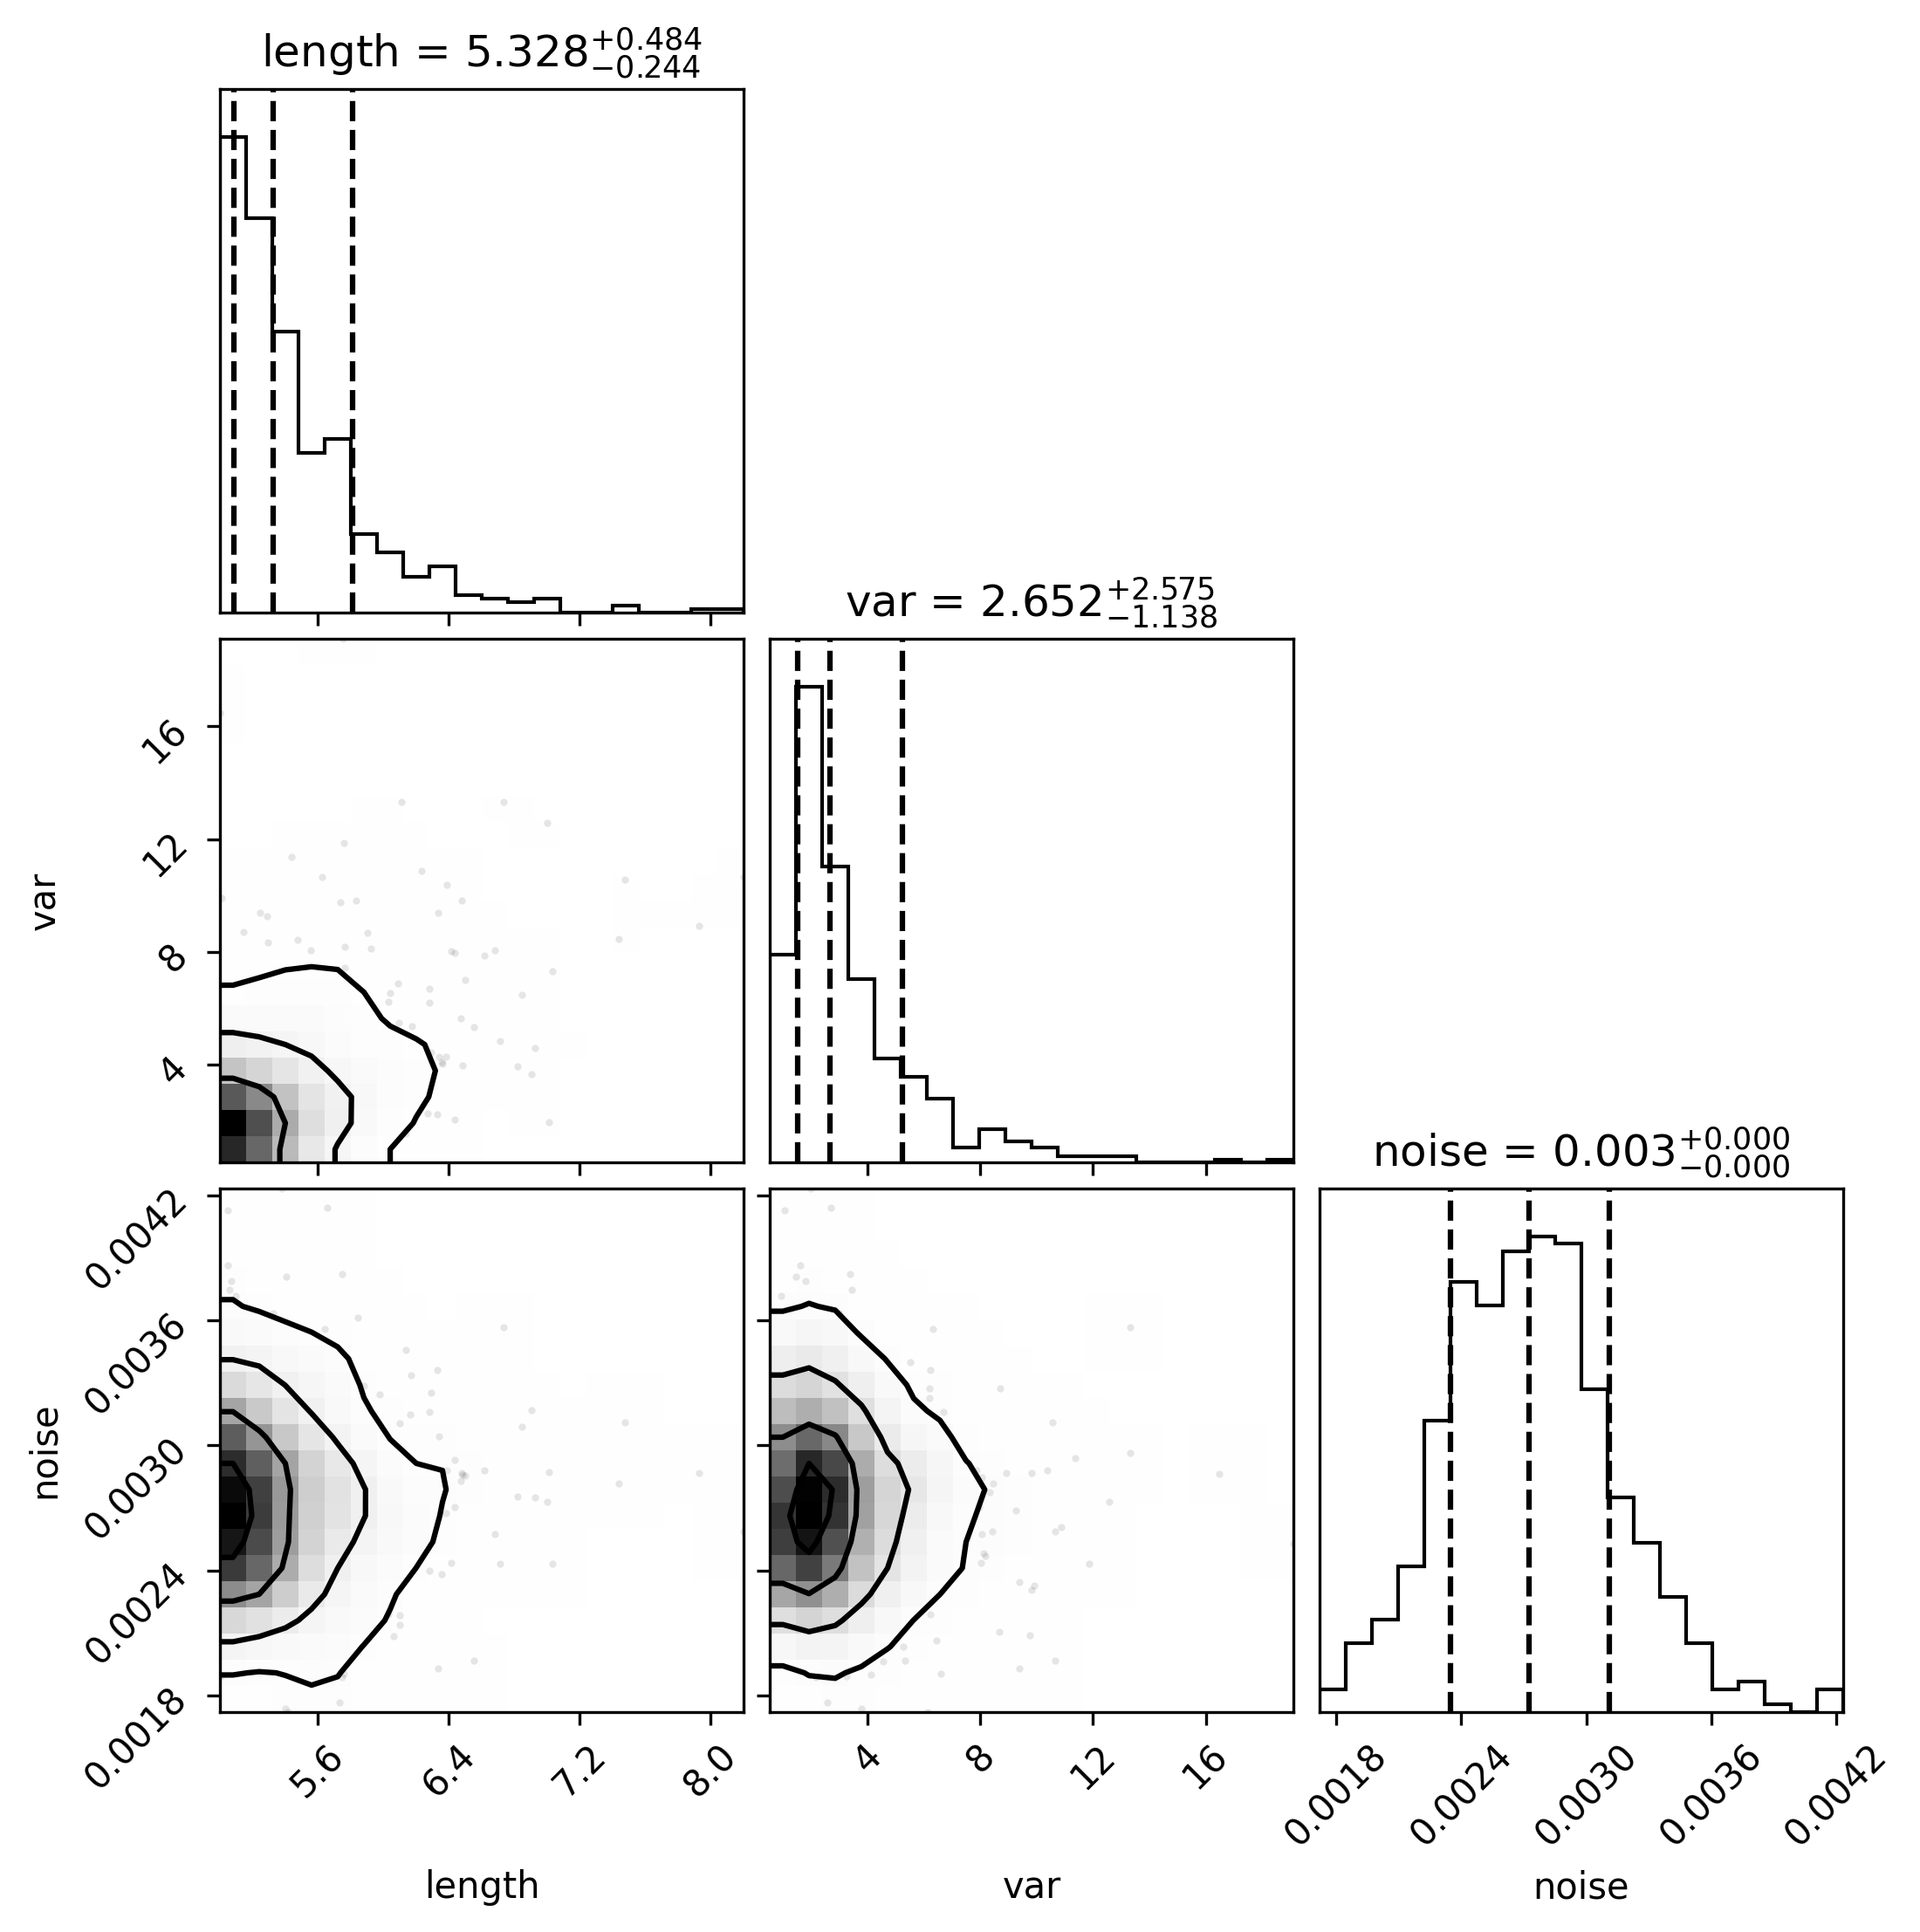 length = 5.328 +0.484 −0.244
var = 2.652 +2.575 −1.138
16
12
8
4
var
noise = 0.003 +0.000 −0.000
0.0042
0.0036
0.0030
0.0024
0.0018
noise
5.6 6.4 7.2 8.0
4 8 12 16
0.0018 0.0024 0.0030 0.0036 0.0042
length var noise